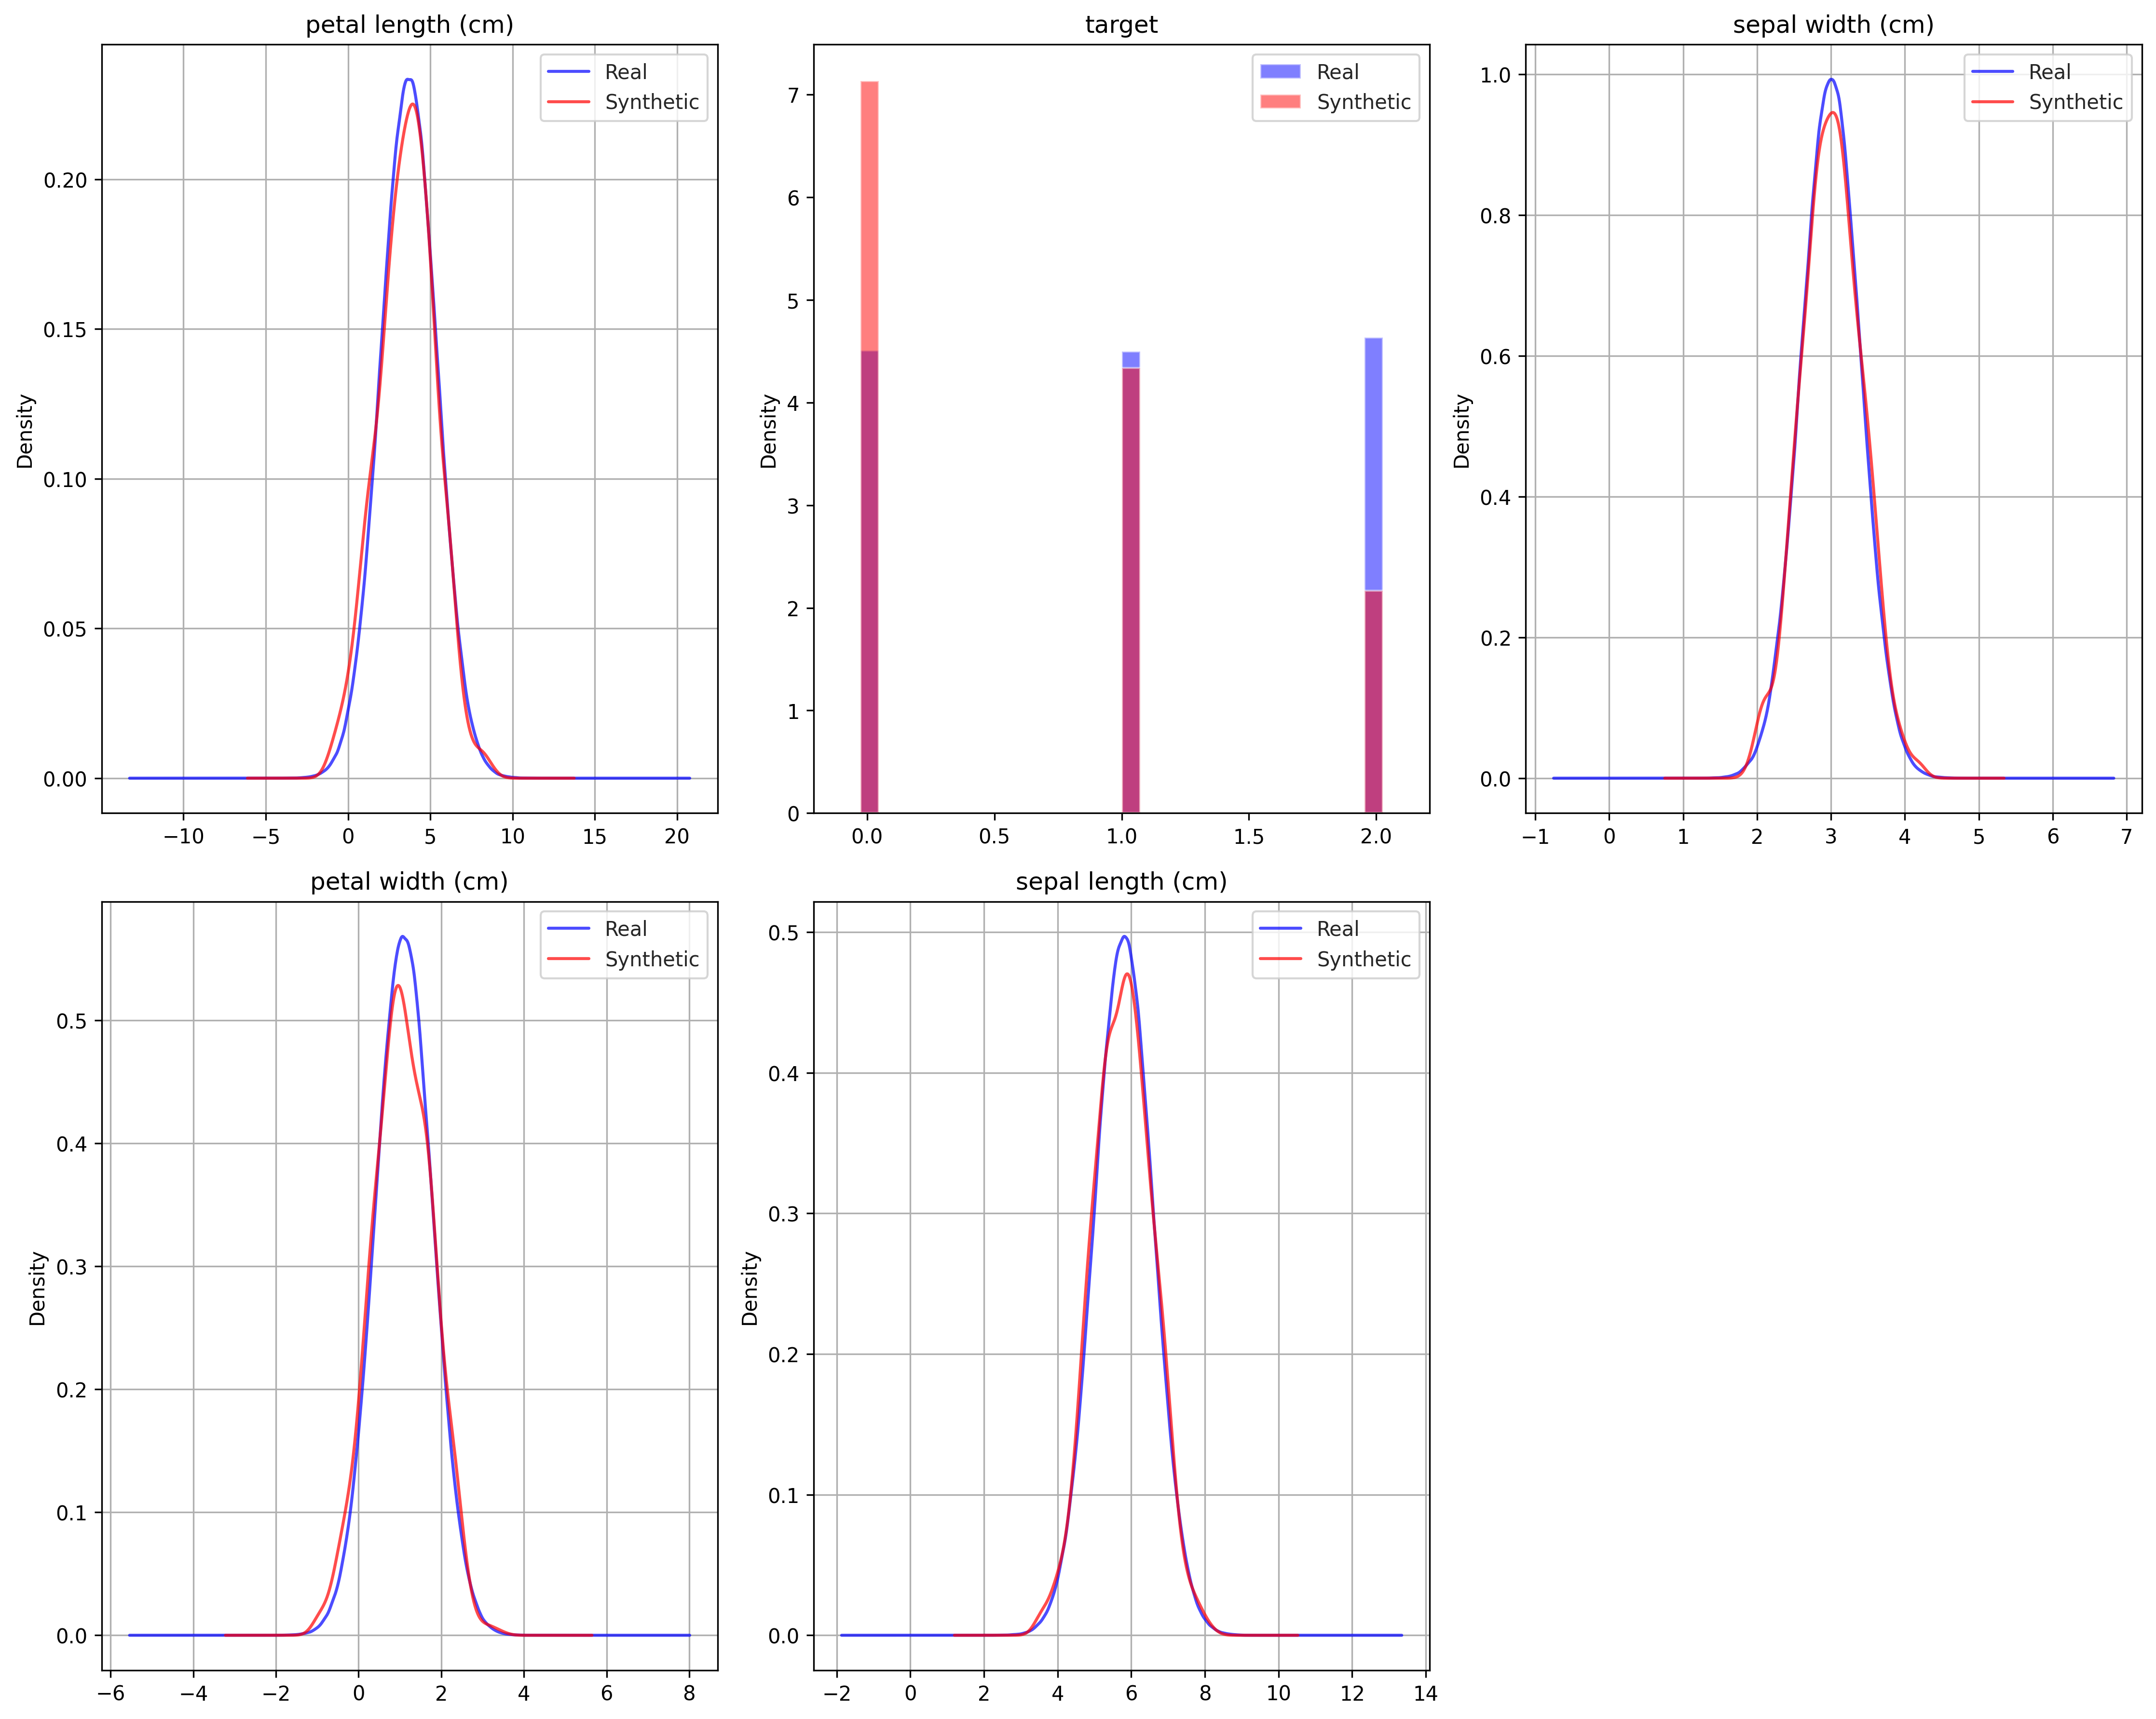 petal length (cm)
Real
Synthetic
Density
0.20
0.15
0.10
0.05
0.00
−10 −5 0 5 10 15 20
target
Real
Synthetic
Density
7
6
5
4
3
2
1
0
0.0 0.5 1.0 1.5 2.0
sepal width (cm)
Real
Synthetic
Density
1.0
0.8
0.6
0.4
0.2
0.0
−1 0 1 2 3 4 5 6 7
petal width (cm)
Real
Synthetic
Density
0.5
0.4
0.3
0.2
0.1
0.0
−6 −4 −2 0 2 4 6 8
sepal length (cm)
Real
Synthetic
Density
0.5
0.4
0.3
0.2
0.1
0.0
−2 0 2 4 6 8 10 12 14